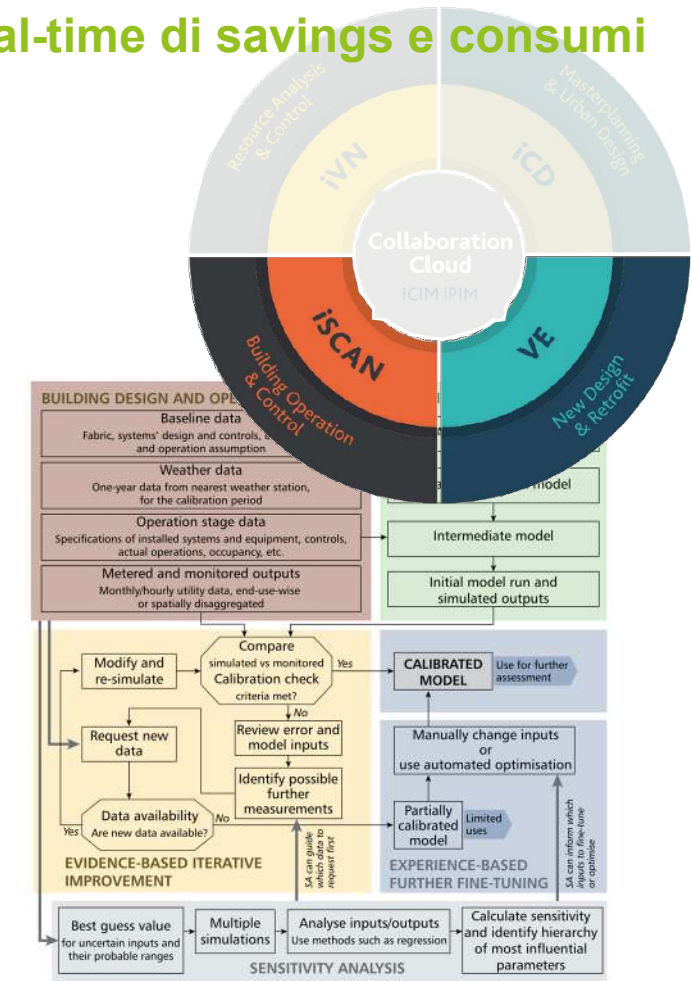 al-time di savings e consumi
Resource Analysis
& Control
Masterplanning
& Urban Design
iVN
iCD
Collaboration
Cloud
iCIM iPIM
iSCAN
VE
Building Operation
& Control
New Design
& Retrofit
BUILDING DESIGN AND
Baseline data
Fabric, systems' design and controls,
and operation assumption
Weather data
One-year data from nearest weather station,
for the calibration period
model
Operation stage data
Specifications of installed systems and equipment, controls,
actual operations, occupancy, etc.
Intermediate model
Metered and monitored outputs
Monthly/hourly utility data, end-use-wise
or spatially disaggregated
Initial model run and
simulated outputs
Modify and
re-simulate
Compare
simulated vs monitored
Calibration check
criteria met?
Yes
No
CALIBRATED
MODEL
Use for further
assessment
Request new
data
Review error and
model inputs
Identify possible
further
measurements
Manually change inputs
or
use automated optimisation
Data availability
Are new data available?
Yes
No
Partially
calibrated
model
Limited
uses
EVIDENCE-BASED ITERATIVE
IMPROVEMENT
SA can guide
which data to
request first
EXPERIENCE-BASED
FURTHER FINE-TUNING
SA can inform which
inputs to fine-tune
or optimise
Best guess value
for uncertain inputs and
their probable ranges
Multiple
simulations
Analyse inputs/outputs
Use methods such as regression
Calculate sensitivity
and identify hierarchy
of most influential
parameters
SENSITIVITY ANALYSIS